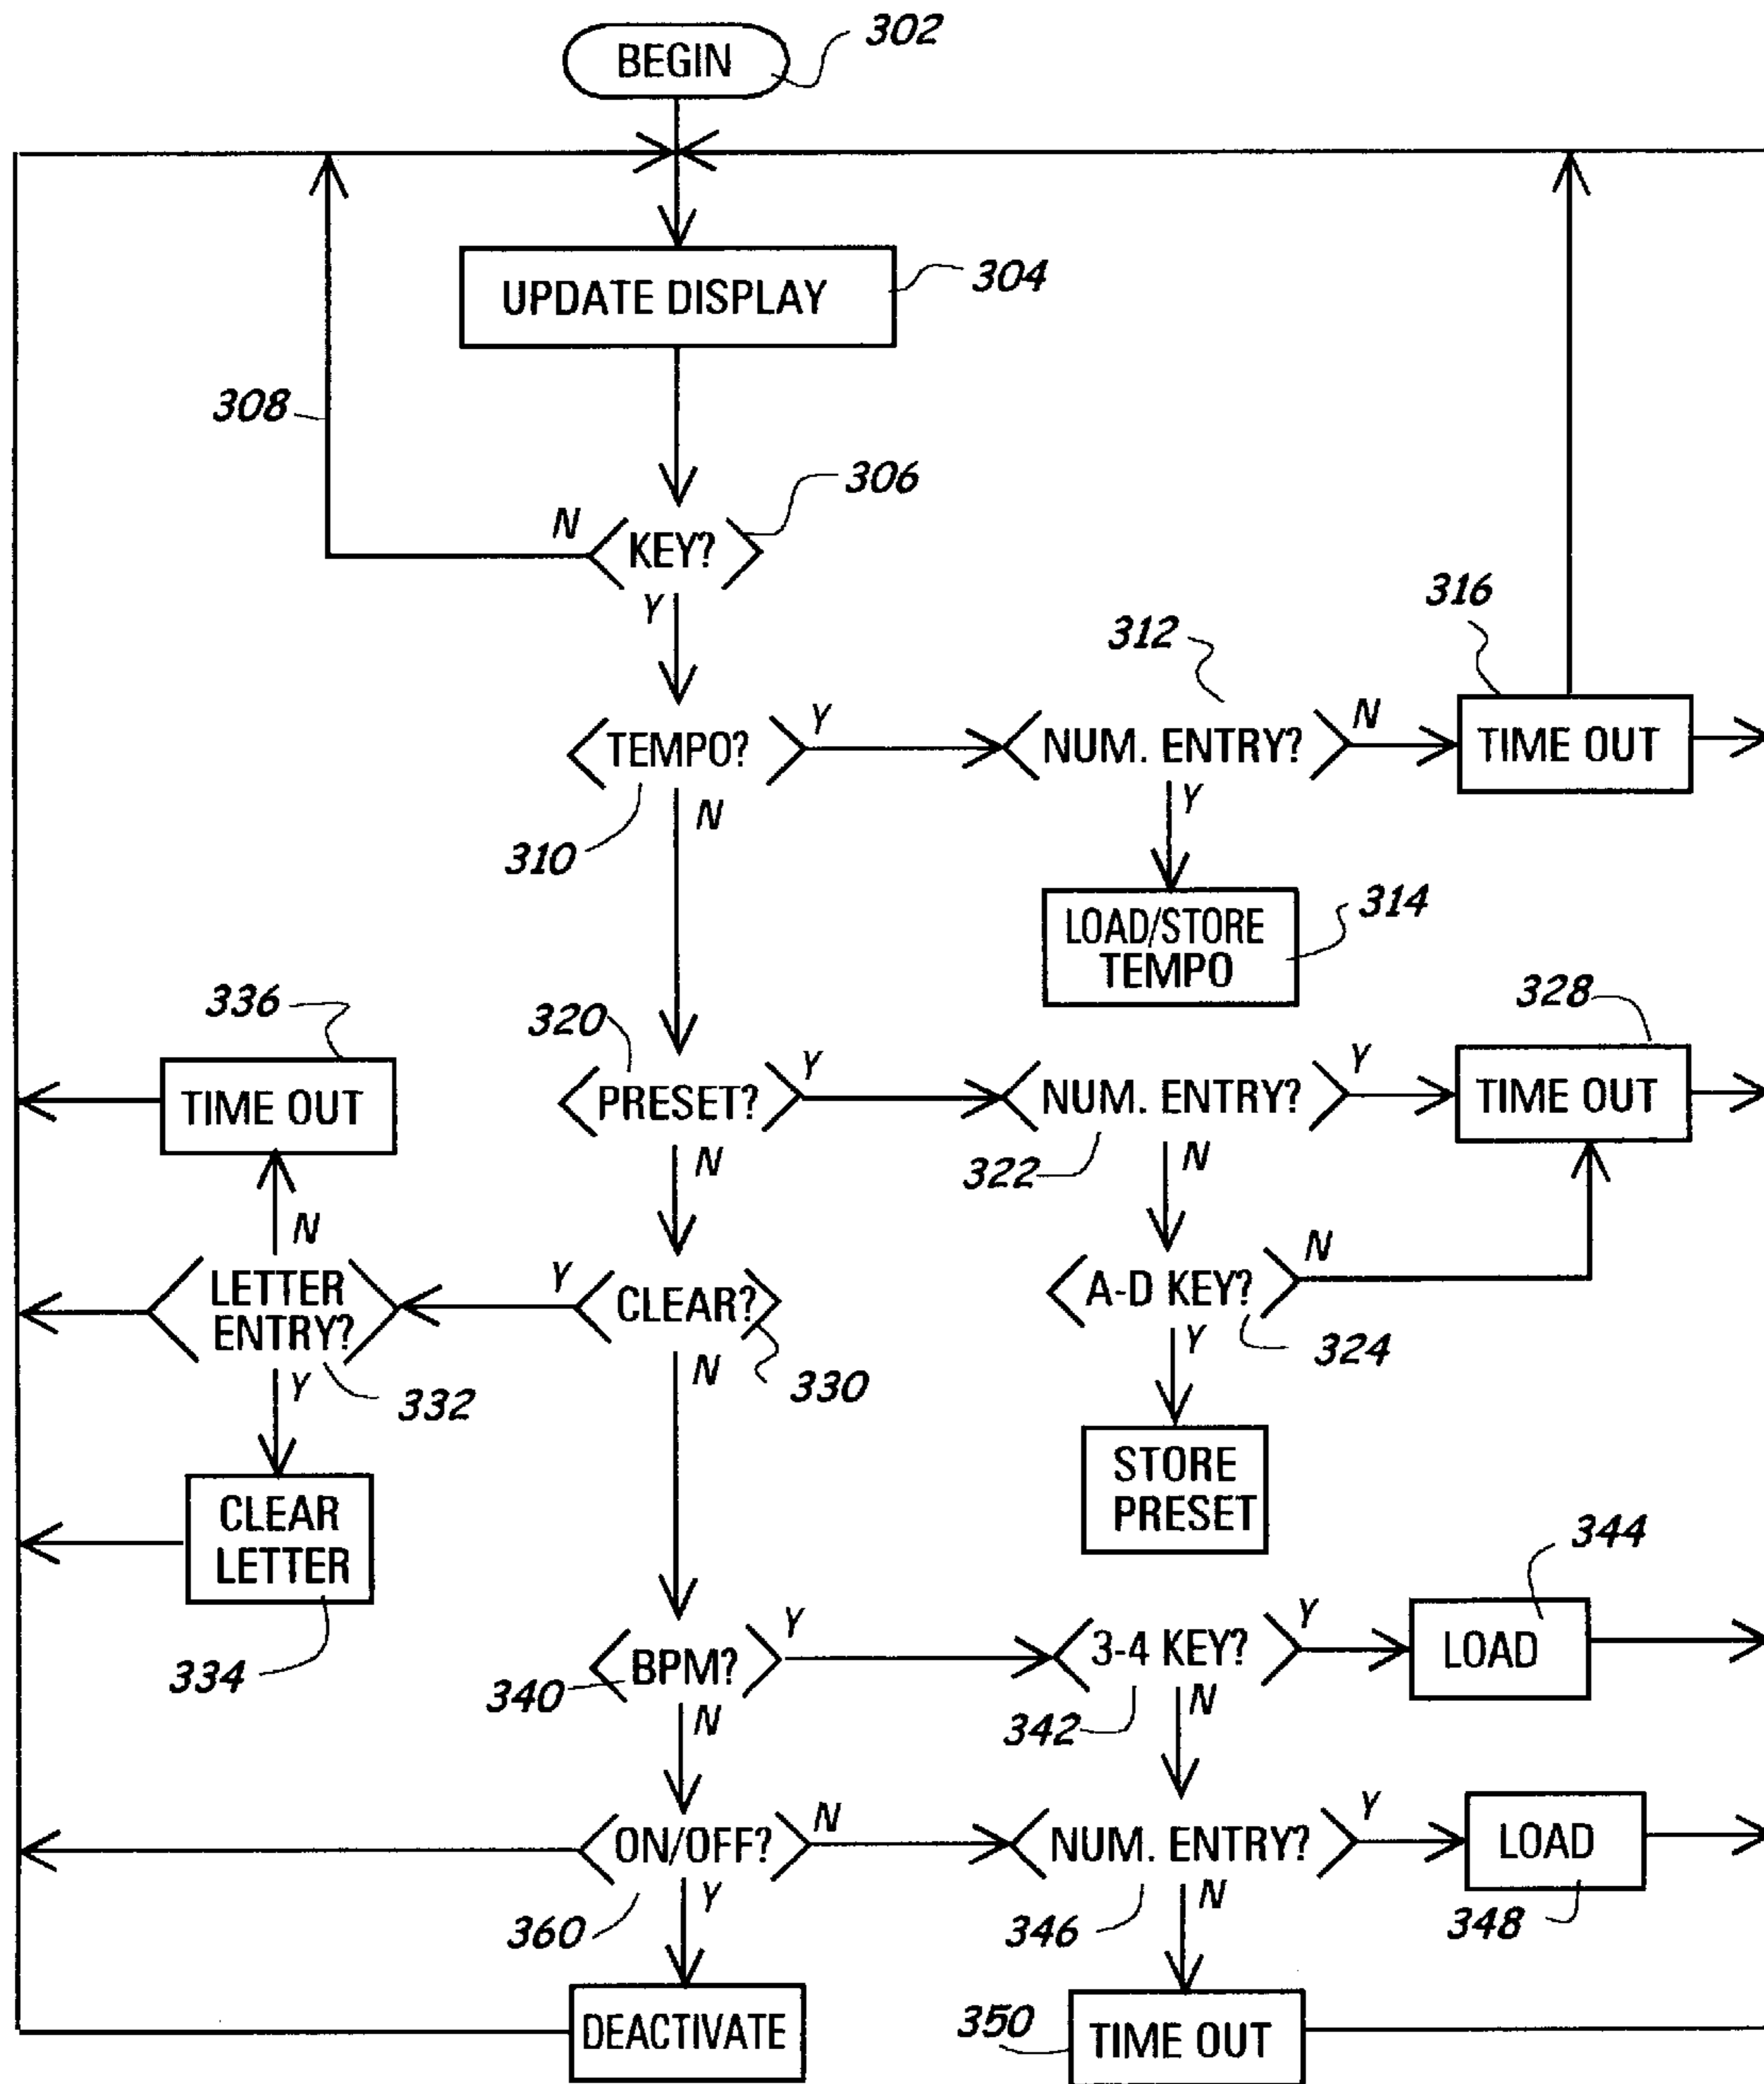 BEGIN
302
UPDATE DISPLAY
304
308
306
N
KEY?
Y
312
316
TEMPO?
Y
NUM. ENTRY?
N
TIME OUT
310
N
Y
LOAD/STORE
TEMPO
314
336
320
328
TIME OUT
PRESET?
Y
NUM. ENTRY?
Y
TIME OUT
N
322
N
N
LETTER
ENTRY?
Y
CLEAR?
A-D KEY?
N
Y
332
N
330
Y
324
CLEAR
LETTER
STORE
PRESET
344
334
340
BPM?
Y
3-4 KEY?
Y
LOAD
N
342
N
ON/OFF?
N
NUM. ENTRY?
Y
LOAD
360
Y
346
N
348
DEACTIVATE
350
TIME OUT